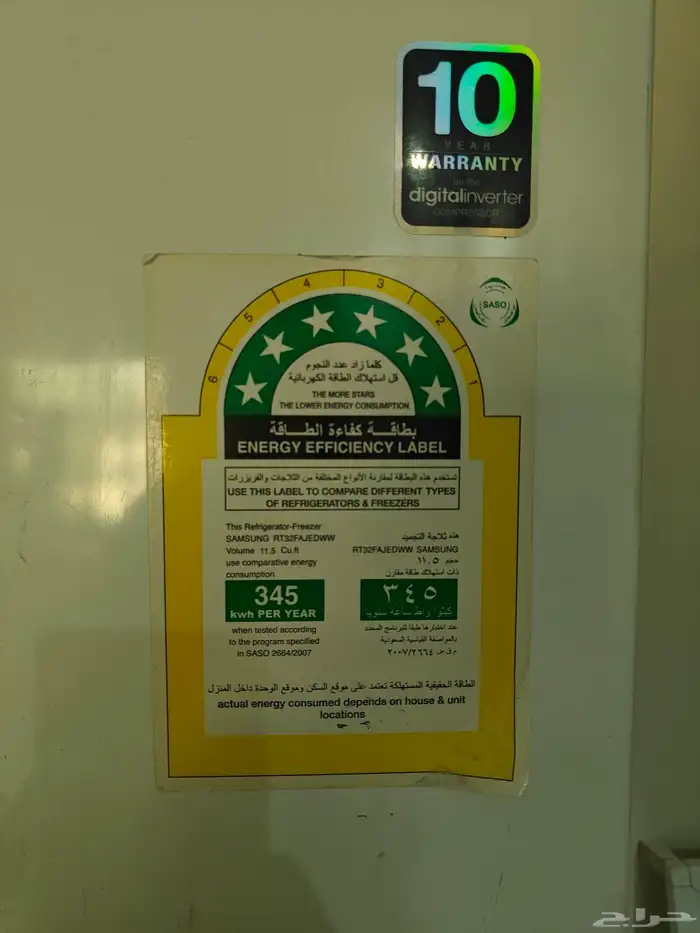 10
YEAR
WARRANTY
on the
digitalinverter
COMPRESSOR
SASO
6 5 4 3 2 1
كلما زاد عدد النجوم
قل استهلاك الطاقة الكهربائية
THE MORE STARS
THE LOWER ENERGY CONSUMPTION
بطاقة كفاءة الطاقة
ENERGY EFFICIENCY LABEL
تستخدم هذه البطاقة لمقارنة الأنواع المختلفة من الثلاجات والفريزرات
USE THIS LABEL TO COMPARE DIFFERENT TYPES
OF REFRIGERATORS & FREEZERS
This Refrigerator-Freezer
SAMSUNG RT32FAJEDWW
Volume 11.5 Cu.ft
use comparative energy
consumption
345
kwh PER YEAR
when tested according
to the program specified
in SASO 2664/2007
هذه ثلاجة التجميد
RT32FAJEDWW SAMSUNG
حجم ١١.٥
ذات استهلاك طاقة مقارن
٣٤٥
كيلو واط ساعة سنويا
عند اختبارها طبقا للبرنامج المحدد
بالمواصفة القياسية السعودية
م ق س ٢٠٠٧/٢٦٦٤
الطاقة الحقيقية المستهلكة تعتمد على موقع السكن وموقع الوحدة داخل المنزل
actual energy consumed depends on house & unit
locations
حراج